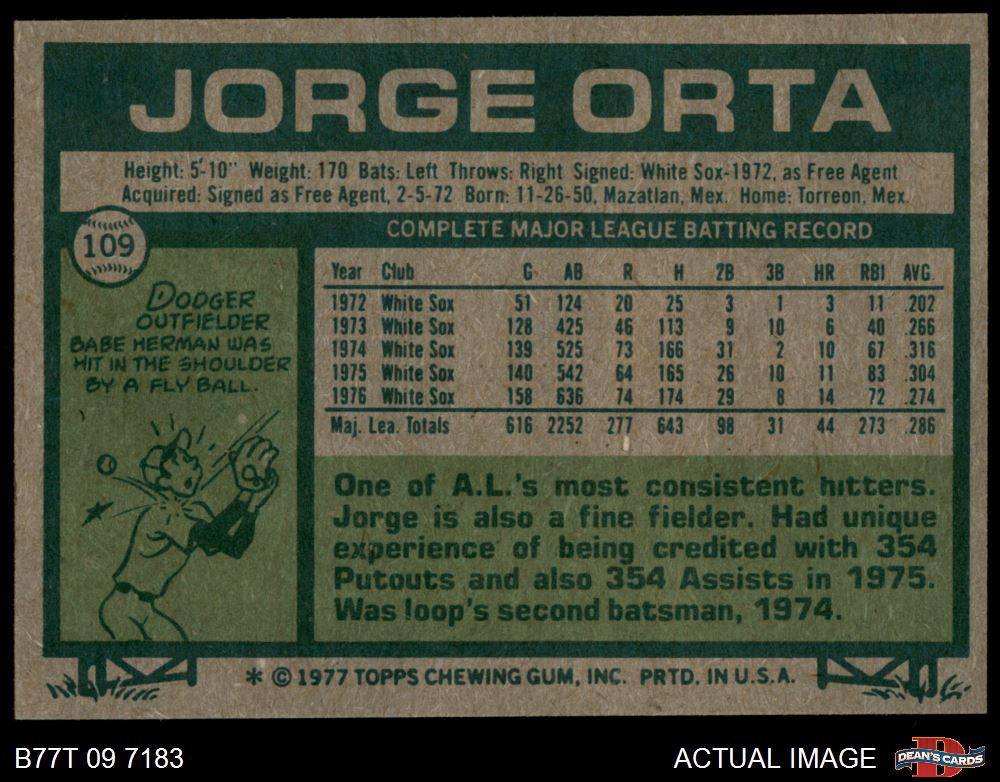 JORGE ORTA
Height: 5'-10" Weight: 170 Bats: Left Throws: Right Signed: White Sox-1972, as Free Agent
Acquired: Signed as Free Agent, 2-5-72 Born: 11-26-50, Mazatlan, Mex. Home: Torreon, Mex.
109
COMPLETE MAJOR LEAGUE BATTING RECORD
Year Club G AB R H 2B 3B HR RBI AVG.
1972 White Sox 51 124 20 25 3 1 3 11 .202
1973 White Sox 128 425 46 113 9 10 6 40 .266
1974 White Sox 139 525 73 166 31 2 10 67 .316
1975 White Sox 140 542 64 165 26 10 11 83 .304
1976 White Sox 158 636 74 174 29 8 14 72 .274
Maj. Lea. Totals 616 2252 277 643 98 31 44 273 .286
DODGER
OUTFIELDER
BABE HERMAN WAS
HIT IN THE SHOULDER
BY A FLY BALL.
One of A.L.'s most consistent hitters.
Jorge is also a fine fielder. Had unique
experience of being credited with 354
Putouts and also 354 Assists in 1975.
Was loop's second batsman, 1974.
* © 1977 TOPPS CHEWING GUM, INC. PRTD. IN U.S.A.
B77T 09 7183
ACTUAL IMAGE
D
DEAN'S CARDS